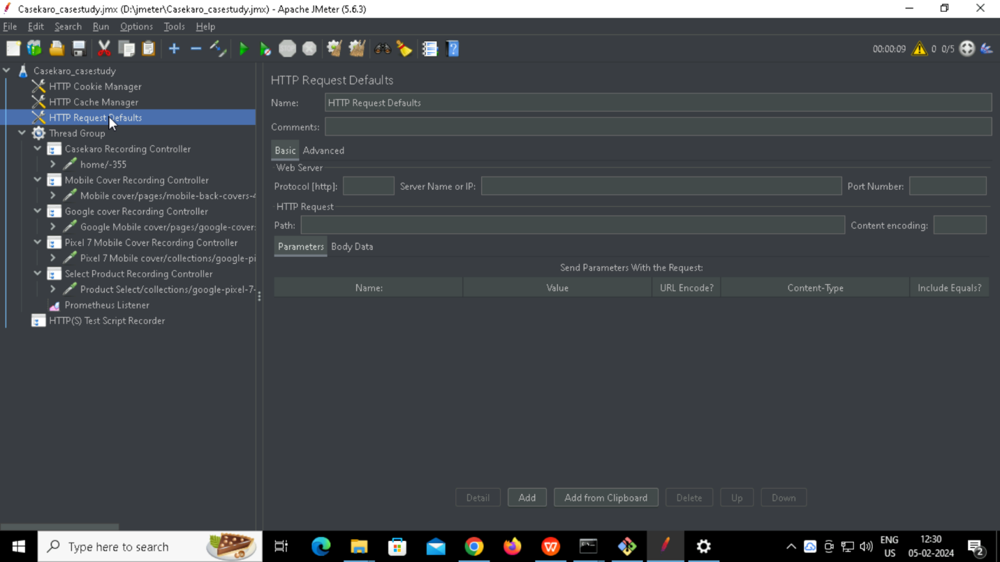 Casekaro_casestudy.jmx (D:\jmeter\Casekaro_casestudy.jmx) - Apache JMeter (5.6.3)
File Edit Search Run Options Tools Help
STOP 00:00:09 0 0/5
Casekaro_casestudy
HTTP Cookie Manager
HTTP Cache Manager
HTTP Request Defaults
Thread Group
Casekaro Recording Controller
home/-355
Mobile Cover Recording Controller
Mobile cover/pages/mobile-back-covers-4
Google cover Recording Controller
Google Mobile cover/pages/google-cover:
Pixel 7 Mobile Cover Recording Controller
Pixel 7 Mobile cover/collections/google-pi
Select Product Recording Controller
Product Select/collections/google-pixel-7-
Prometheus Listener
HTTP(S) Test Script Recorder
HTTP Request Defaults
Name: HTTP Request Defaults
Comments:
Basic Advanced
Web Server
Protocol [http]: Server Name or IP: Port Number:
HTTP Request
Path: Content encoding:
Parameters Body Data
Send Parameters With the Request:
Name: Value URL Encode? Content-Type Include Equals?
Detail Add Add from Clipboard Delete Up Down
Type here to search
ENG
US
12:30
05-02-2024
2